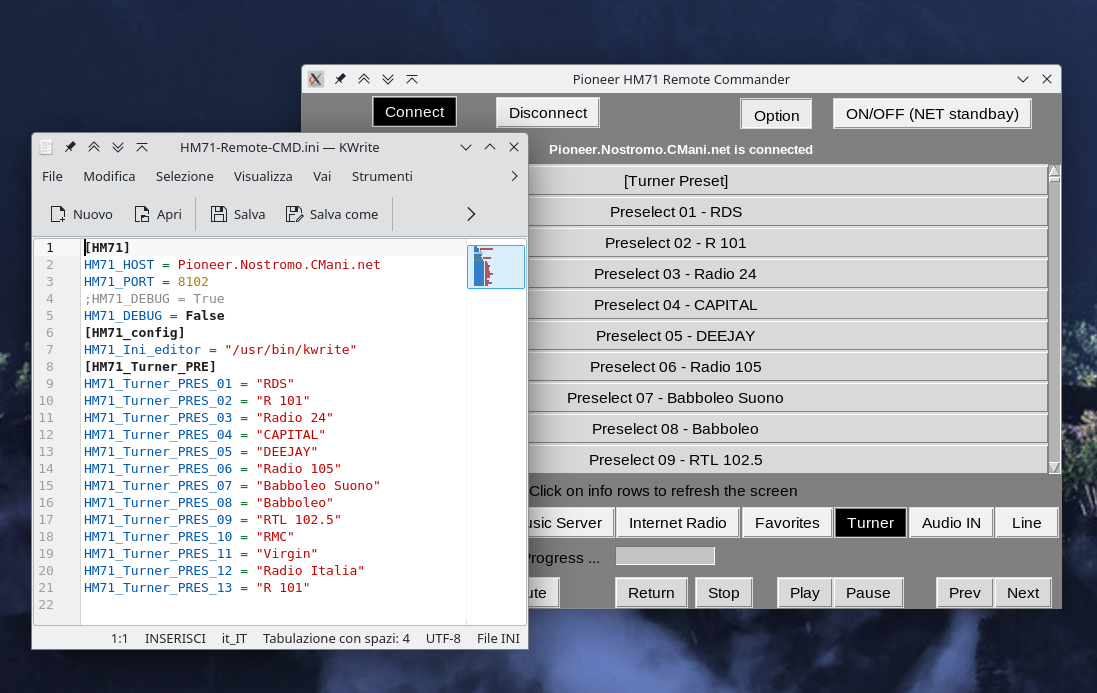 Pioneer HM71 Remote Commander
Connect Disconnect Option ON/OFF (NET standbay)
Pioneer.Nostromo.CMani.net is connected
[Turner Preset]
Preselect 01 - RDS
Preselect 02 - R 101
Preselect 03 - Radio 24
Preselect 04 - CAPITAL
Preselect 05 - DEEJAY
Preselect 06 - Radio 105
Preselect 07 - Babboleo Suono
Preselect 08 - Babboleo
Preselect 09 - RTL 102.5
Click on info rows to refresh the screen
Server Internet Radio Favorites Turner Audio IN Line
Progress ...
Return Stop Play Pause Prev Next
HM71-Remote-CMD.ini — KWrite
File Modifica Selezione Visualizza Vai Strumenti
Nuovo Apri Salva Salva come
1 [HM71]
2 HM71_HOST = Pioneer.Nostromo.CMani.net
3 HM71_PORT = 8102
4 ;HM71_DEBUG = True
5 HM71_DEBUG = False
6 [HM71_config]
7 HM71_Ini_editor = "/usr/bin/kwrite"
8 [HM71_Turner_PRE]
9 HM71_Turner_PRES_01 = "RDS"
10 HM71_Turner_PRES_02 = "R 101"
11 HM71_Turner_PRES_03 = "Radio 24"
12 HM71_Turner_PRES_04 = "CAPITAL"
13 HM71_Turner_PRES_05 = "DEEJAY"
14 HM71_Turner_PRES_06 = "Radio 105"
15 HM71_Turner_PRES_07 = "Babboleo Suono"
16 HM71_Turner_PRES_08 = "Babboleo"
17 HM71_Turner_PRES_09 = "RTL 102.5"
18 HM71_Turner_PRES_10 = "RMC"
19 HM71_Turner_PRES_11 = "Virgin"
20 HM71_Turner_PRES_12 = "Radio Italia"
21 HM71_Turner_PRES_13 = "R 101"
22
1:1 INSERISCI it_IT Tabulazione con spazi: 4 UTF-8 File INI